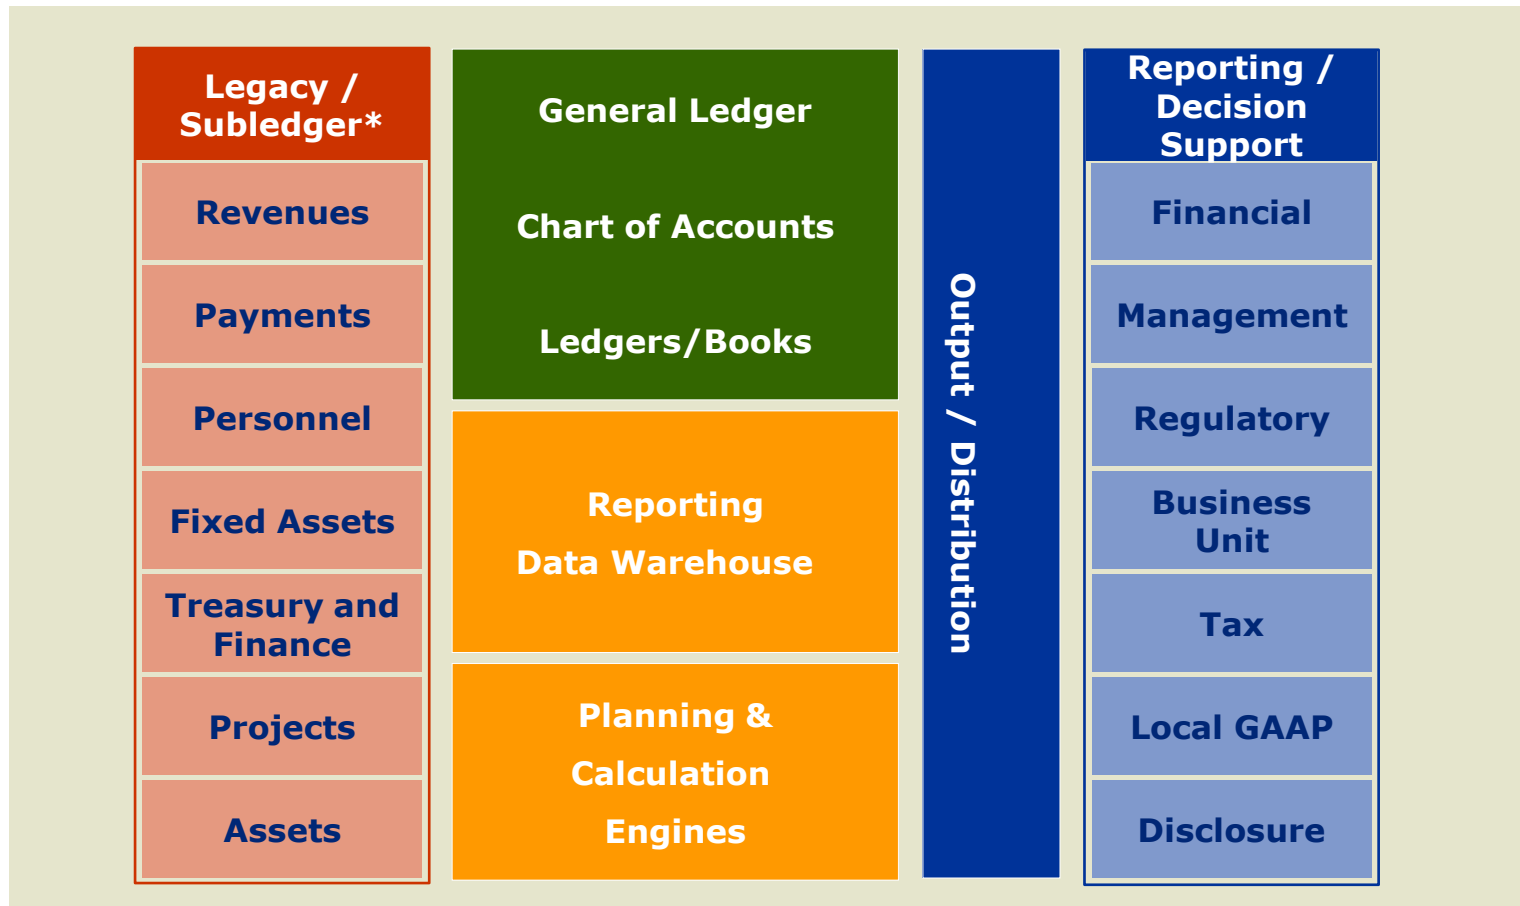 Legacy /
Subledger*
Revenues
Payments
Personnel
Fixed Assets
Treasury and
Finance
Projects
Assets
General Ledger
Chart of Accounts
Ledgers/Books
Reporting
Data Warehouse
Planning &
Calculation
Engines
Output / Distribution
Reporting /
Decision
Support
Financial
Management
Regulatory
Business
Unit
Tax
Local GAAP
Disclosure